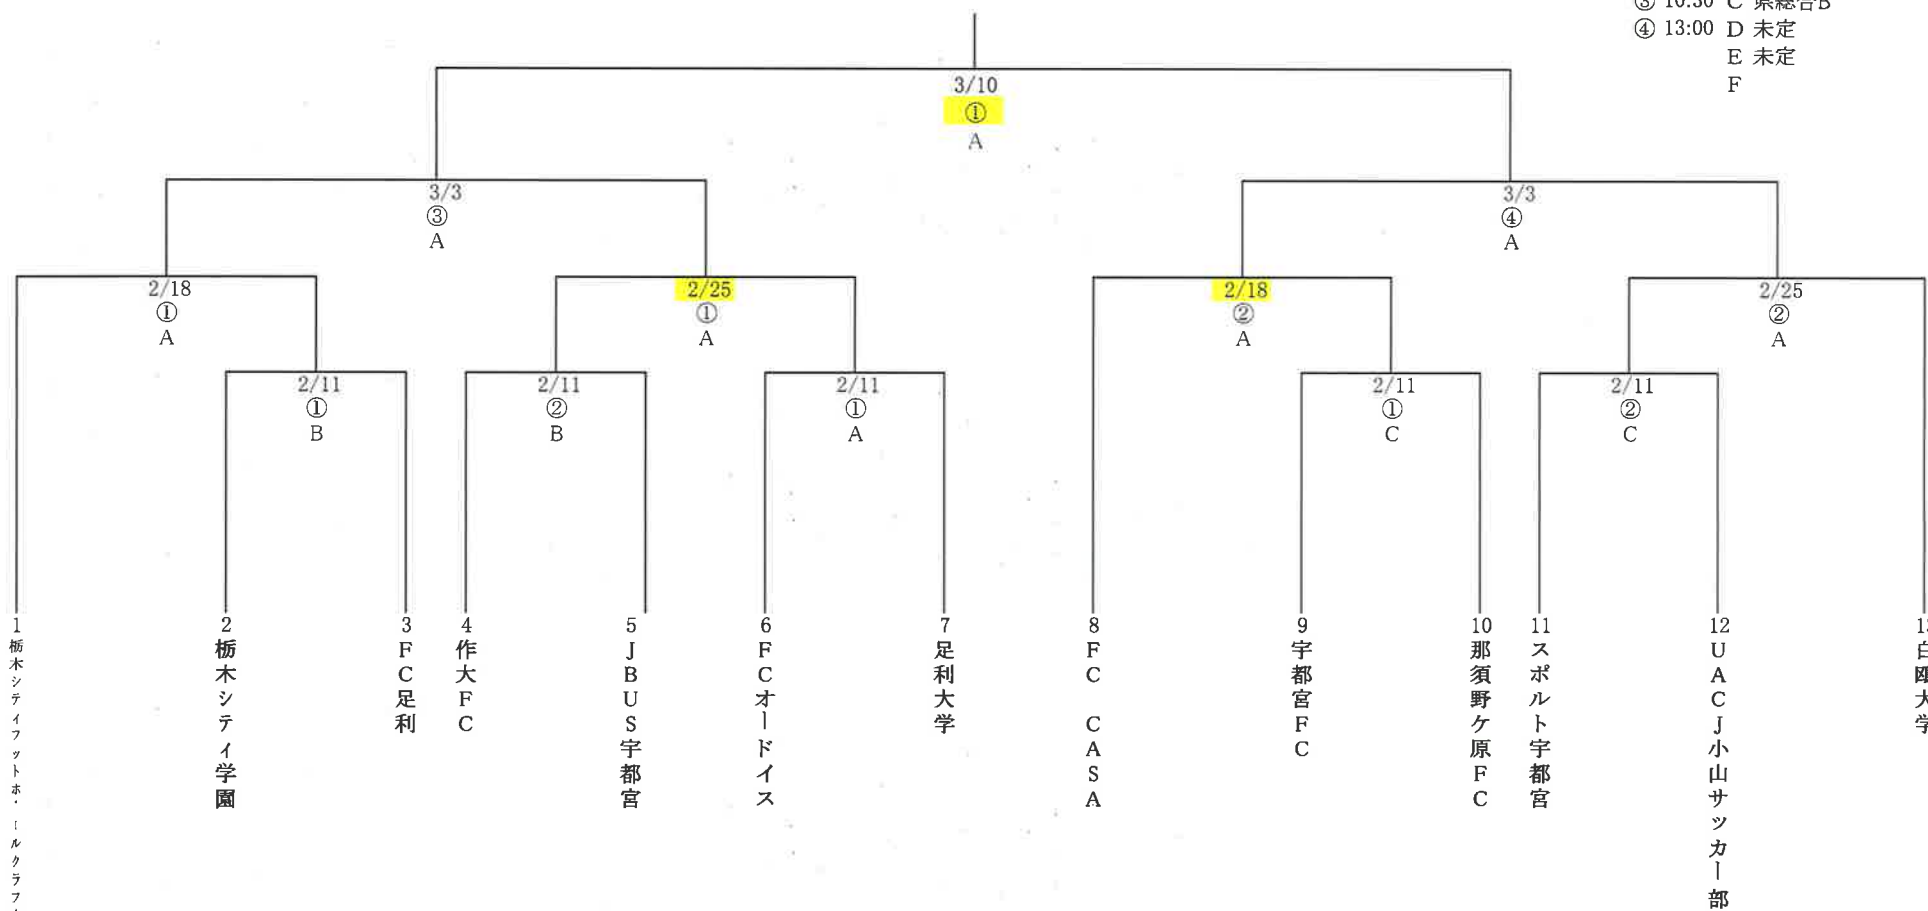 ③ 10:30 C 県総合B
④ 13:00 D 未定
E 未定
F
3/10
①
A
3/3
③
A
3/3
④
A
2/18
①
A
2/25
①
A
2/18
②
A
2/25
②
A
2/11
①
B
2/11
②
B
2/11
①
A
2/11
①
C
2/11
②
C
1
栃木シティフットボールクラブ
2
栃木シティ学園
3
FC足利
4
作大FC
5
JBUS宇都宮
6
FCオードイス
7
足利大学
8
FC CASA
9
宇都宮FC
10
那須野ケ原FC
11
スポルト宇都宮
12
UACJ小山サッカー部
13
白鴎大学